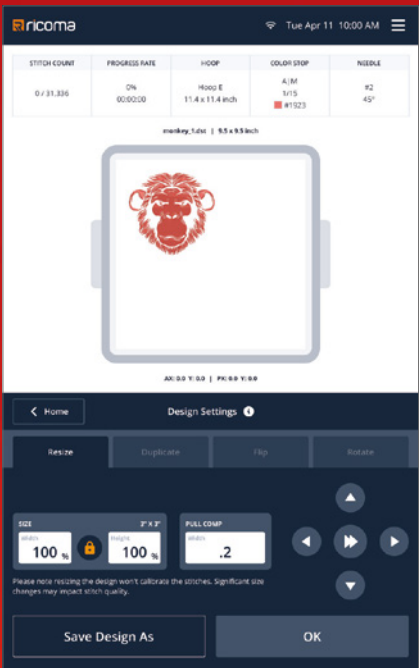 ricoma Tue Apr 11 10:00 AM
STITCH COUNT PROGRESS RATE HOOP COLOR STOP NEEDLE
0 / 31,336 0% 00:00:00 Hoop E 11.4 x 11.4 inch A|M 1/15 #1923 #2 45°
monkey_1.dst | 9.5 x 9.5 inch
AX: 0.0 Y: 0.0 | PX: 0.0 Y: 0.0
Home Design Settings
Resize Duplicate Flip Rotate
SIZE 3" X 3" PULL COMP
Width Height Width
100 % 100 % .2
Please note resizing the design won't calibrate the stitches. Significant size
changes may impact stitch quality.
Save Design As OK